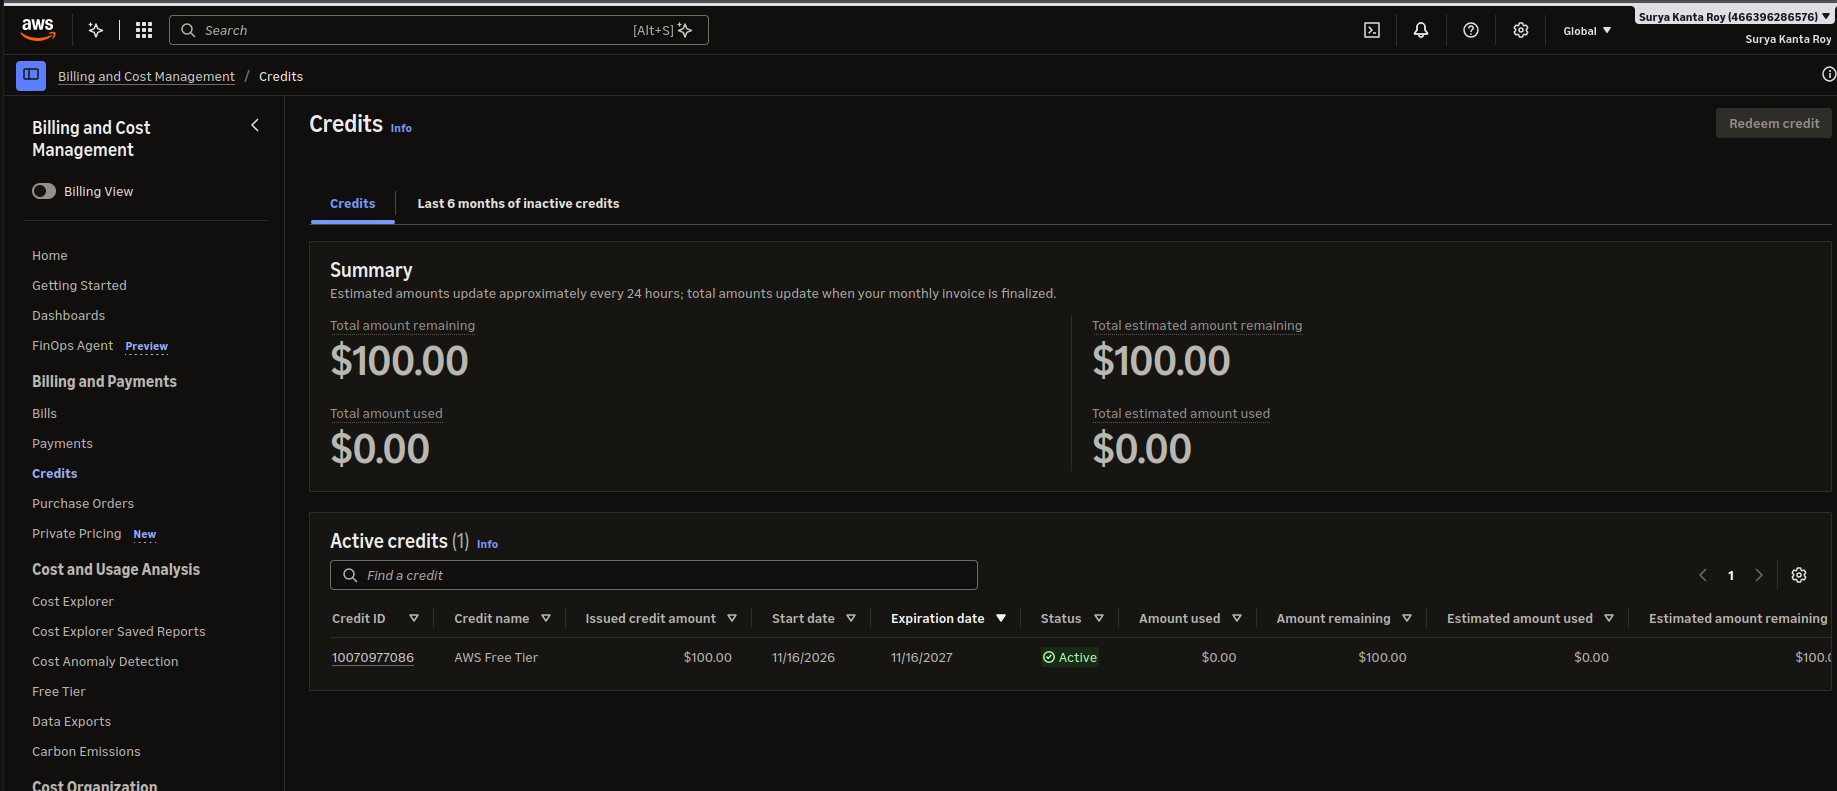 aws
Search
[Alt+S]
Global
Surya Kanta Roy (466396286576)
Surya Kanta Roy
Billing and Cost Management / Credits
Billing and Cost
Management
Billing View
Home
Getting Started
Dashboards
FinOps Agent Preview
Billing and Payments
Bills
Payments
Credits
Purchase Orders
Private Pricing New
Cost and Usage Analysis
Cost Explorer
Cost Explorer Saved Reports
Cost Anomaly Detection
Free Tier
Data Exports
Carbon Emissions
Cost Organization
Credits Info
Redeem credit
Credits
Last 6 months of inactive credits
Summary
Estimated amounts update approximately every 24 hours; total amounts update when your monthly invoice is finalized.
Total amount remaining
$100.00
Total amount used
$0.00
Total estimated amount remaining
$100.00
Total estimated amount used
$0.00
Active credits (1) Info
Find a credit
1
Credit ID Credit name Issued credit amount Start date Expiration date Status Amount used Amount remaining Estimated amount used Estimated amount remaining
10070977086 AWS Free Tier $100.00 11/16/2026 11/16/2027 Active $0.00 $100.00 $0.00 $100.0